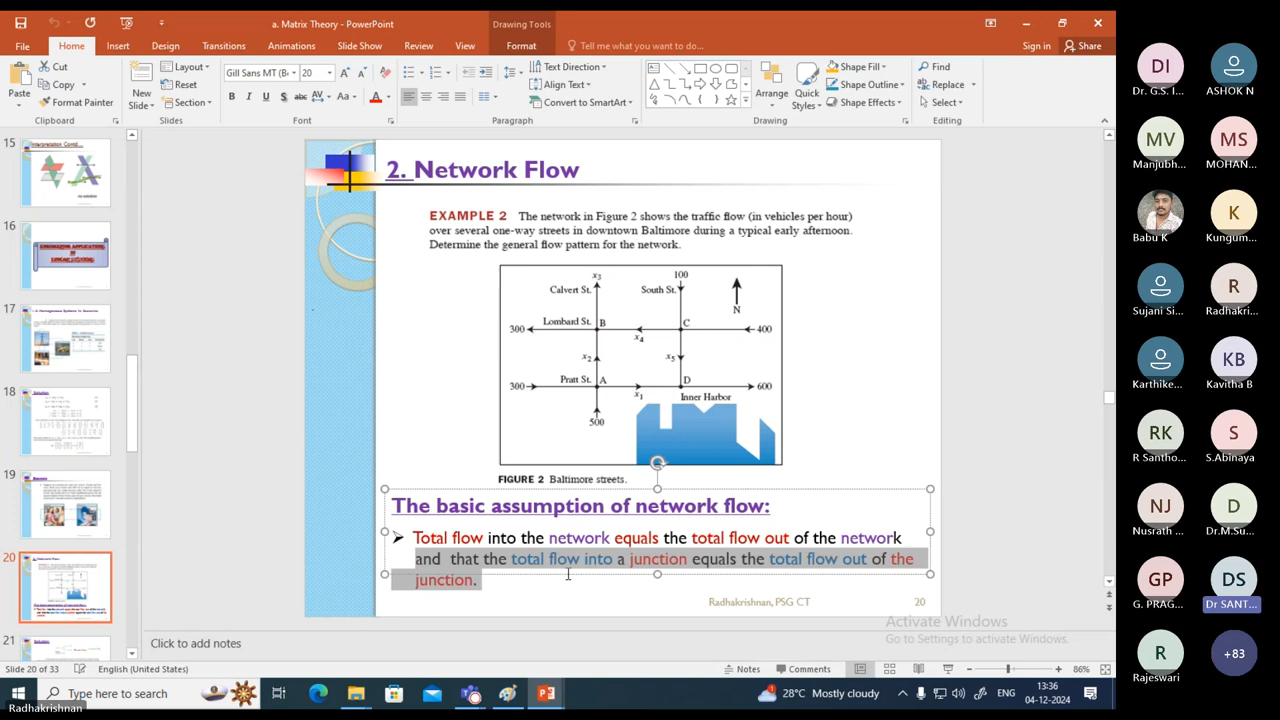 a. Matrix Theory - PowerPoint
Drawing Tools
File Home Insert Design Transitions Animations Slide Show Review View Format Tell me what you want to do... Sign in Share
Paste
Cut
Copy
Format Painter
Clipboard
New
Slide
Layout
Reset
Section
Slides
Gill Sans MT (B 20
Font
Text Direction
Align Text
Convert to SmartArt
Paragraph
Arrange
Quick
Styles
Shape Fill
Shape Outline
Shape Effects
Drawing
Find
Replace
Select
Editing
15
16
17
18
19
20
21
2. Network Flow
EXAMPLE 2 The network in Figure 2 shows the traffic flow (in vehicles per hour)
over several one-way streets in downtown Baltimore during a typical early afternoon.
Determine the general flow pattern for the network.
x3 100
Calvert St. South St.
N
Lombard St. B C
300 x4 400
x2 x5
Pratt St. A D
300 x1 600
Inner Harbor
500
FIGURE 2 Baltimore streets.
The basic assumption of network flow:
➢ Total flow into the network equals the total flow out of the network
and that the total flow into a junction equals the total flow out of the
junction.
Radhakrishnan, PSG CT 20
Activate Windows
Go to Settings to activate Windows.
Click to add notes
Slide 20 of 33 English (United States) Notes Comments 86%
Type here to search
28°C Mostly cloudy
ENG
13:36
04-12-2024
Radhakrishnan
DI
Dr. G.S. I...
ASHOK N
MV
Manjubh...
MS
MOHAN...
Babu K
K
Kungum...
Sujani Si...
R
Radhakri...
Karthike...
KB
Kavitha B
RK
R Santho...
S
S.Abinaya
NJ
Nusrath ...
D
Dr.M.Su...
GP
G. PRAG...
DS
Dr SANT...
R
Rajeswari
+83